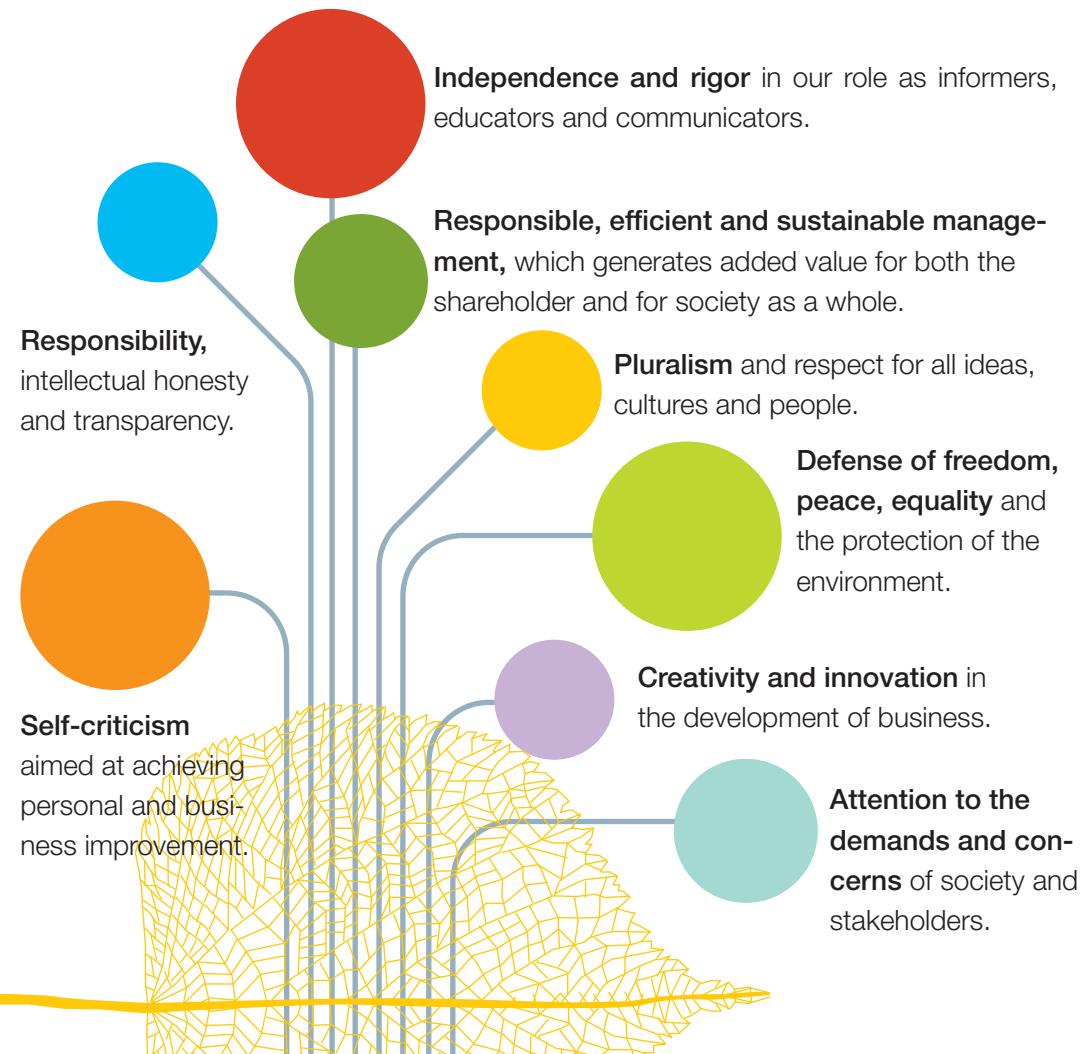 Independence and rigor in our role as informers,
educators and communicators.
Responsible, efficient and sustainable manage-
ment, which generates added value for both the
shareholder and for society as a whole.
Responsibility,
intellectual honesty
and transparency.
Pluralism and respect for all ideas,
cultures and people.
Defense of freedom,
peace, equality and
the protection of the
environment.
Self-criticism
aimed at achieving
personal and busi-
ness improvement.
Creativity and innovation in
the development of business.
Attention to the
demands and con-
cerns of society and
stakeholders.